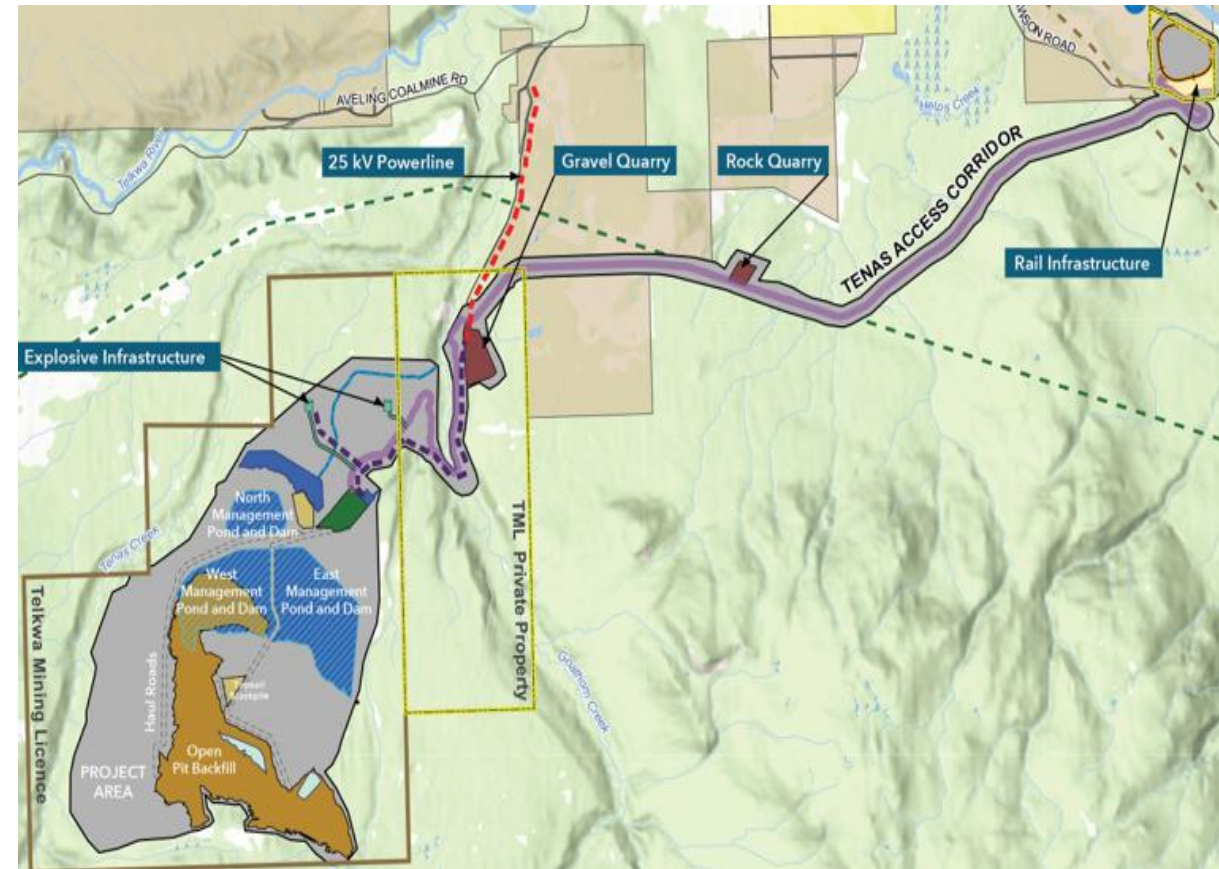 WSON ROAD
AVELING COALMINE RD
Helps Creek
Telkwa River
25 kV Powerline
Gravel Quarry
Rock Quarry
TENAS ACCESS CORRIDOR
Rail Infrastructure
Explosive Infrastructure
North
Management
Pond and Dam
Tenas Creek
TML Private Property
West
Management
Pond and Dam
East
Management
Pond and Dam
Telkwa Mining Licence
Haul Roads
Goathorn Creek
Open
Pit Backfill
PROJECT
AREA